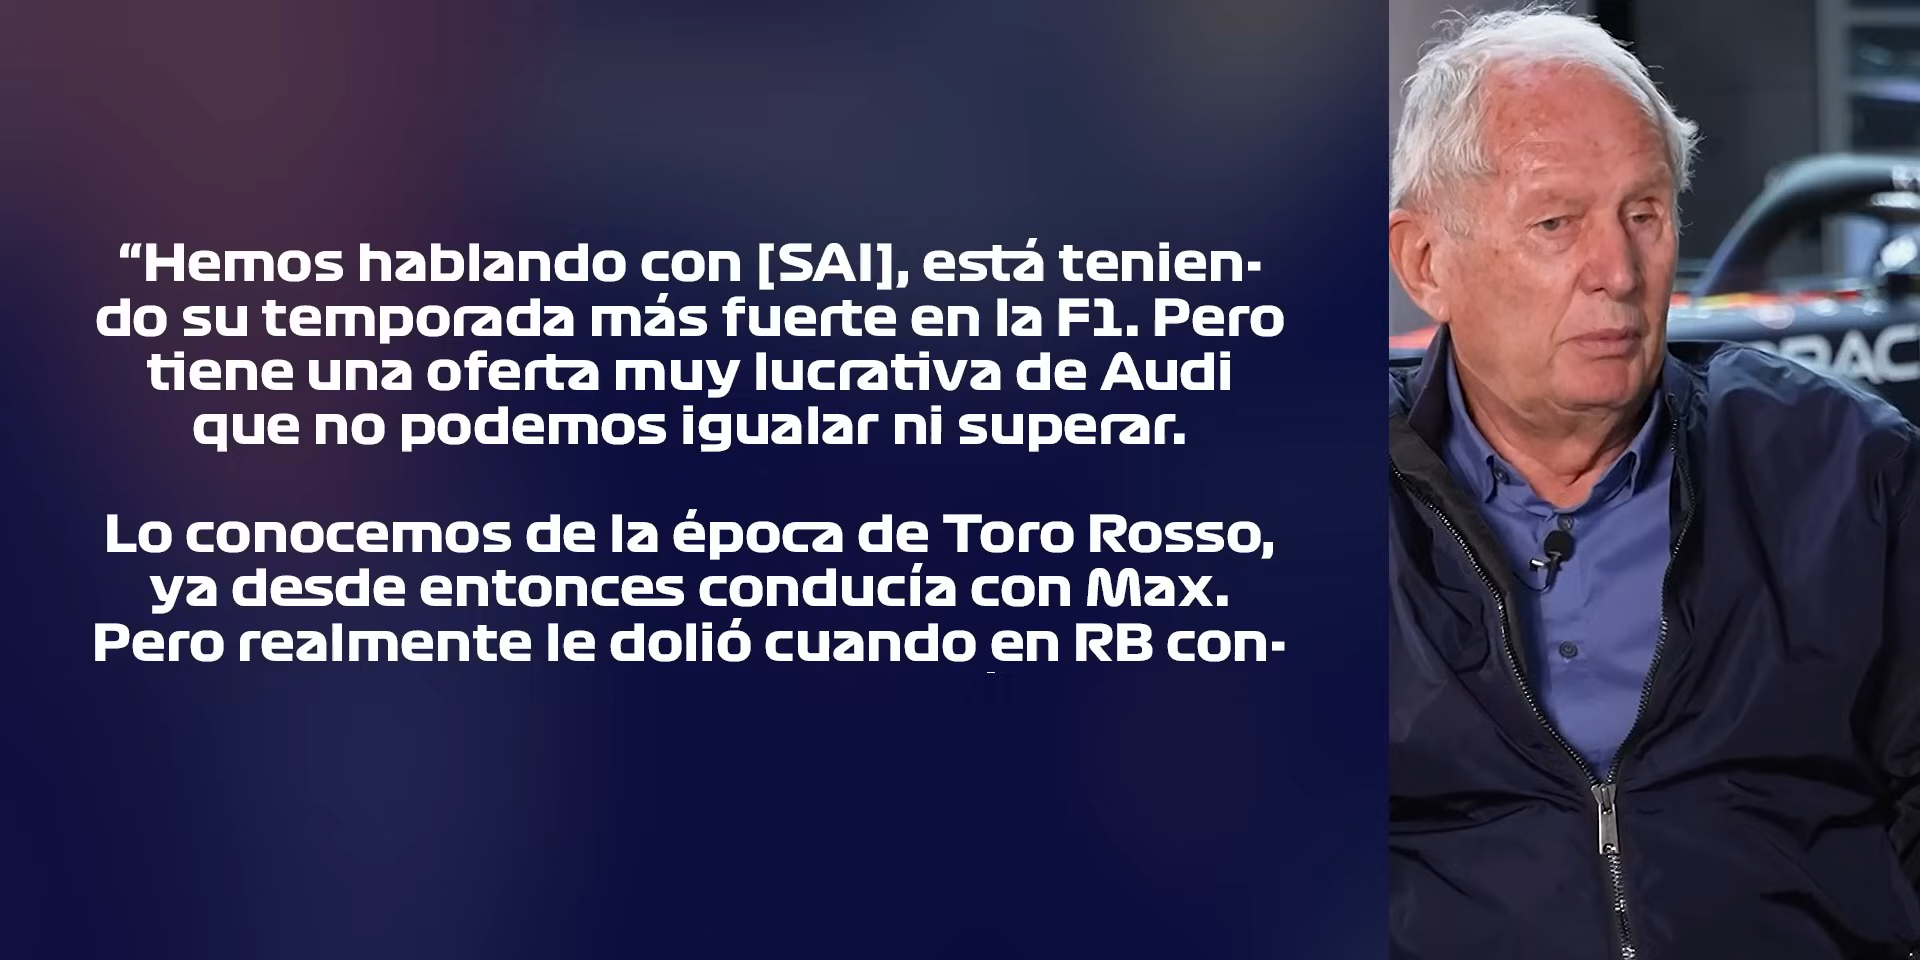 “Hemos hablando con [SAI], está tenien-
do su temporada más fuerte en la F1. Pero
tiene una oferta muy lucrativa de Audi
que no podemos igualar ni superar.
Lo conocemos de la época de Toro Rosso,
ya desde entonces conducía con Max.
Pero realmente le dolió cuando en RB con-